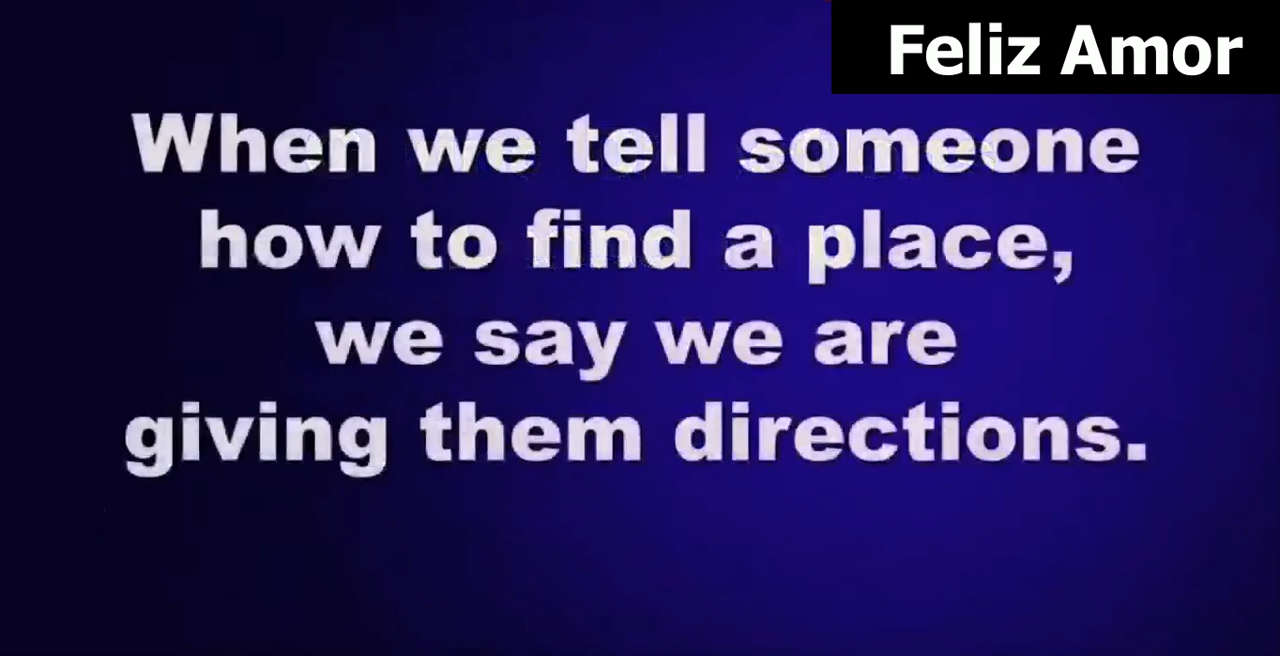 Feliz Amor
When we tell someone
how to find a place,
we say we are
giving them directions.